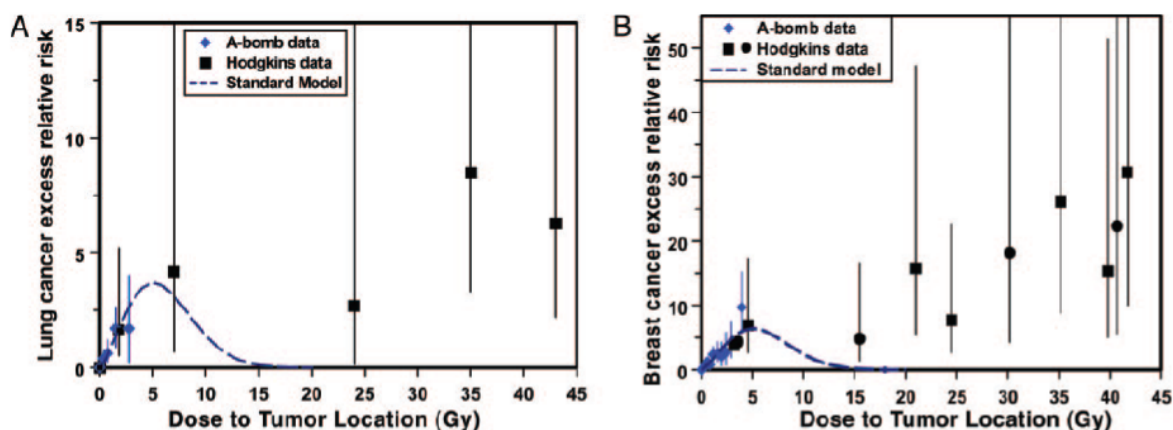 A
Lung cancer excess relative risk
15
10
5
0
A-bomb data
Hodgkins data
Standard Model
0 5 10 15 20 25 30 35 40 45
Dose to Tumor Location (Gy)
B
Breast cancer excess relative risk
50
40
30
20
10
0
A-bomb data
Hodgkins data
Standard model
0 5 10 15 20 25 30 35 40 45
Dose to Tumor Location (Gy)